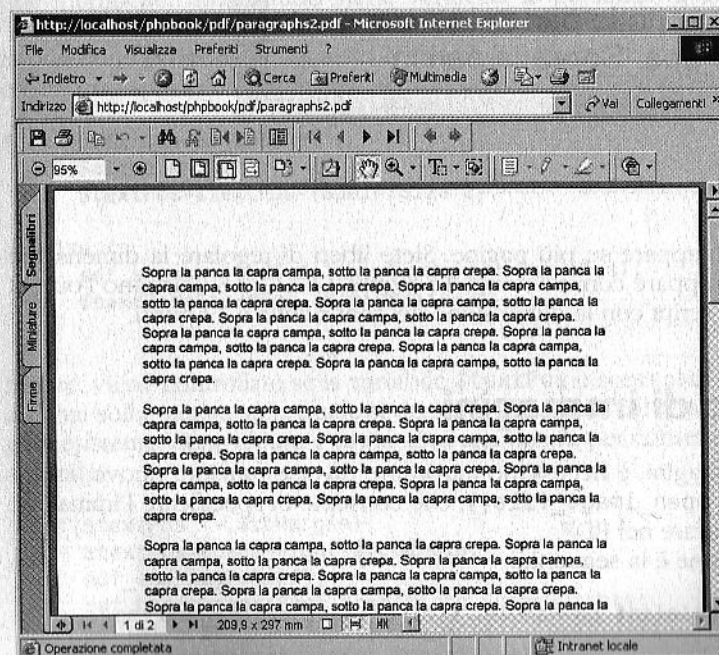 http://localhost/phpbook/pdf/paragraphs2.pdf - Microsoft Internet Explorer
File Modifica Visualizza Preferiti Strumenti ?
Indietro Cerca Preferiti Multimedia
Indirizzo http://localhost/phpbook/pdf/paragraphs2.pdf Vai Collegamenti »
95%
Segnalibri
Miniature
Firme
Sopra la panca la capra campa, sotto la panca la capra crepa. Sopra la panca la
capra campa, sotto la panca la capra crepa. Sopra la panca la capra campa,
sotto la panca la capra crepa. Sopra la panca la capra campa, sotto la panca la
capra crepa. Sopra la panca la capra campa, sotto la panca la capra crepa.
Sopra la panca la capra campa, sotto la panca la capra crepa. Sopra la panca la
capra campa, sotto la panca la capra crepa. Sopra la panca la capra campa,
sotto la panca la capra crepa. Sopra la panca la capra campa, sotto la panca la
capra crepa.
Sopra la panca la capra campa, sotto la panca la capra crepa. Sopra la panca la
capra campa, sotto la panca la capra crepa. Sopra la panca la capra campa,
sotto la panca la capra crepa. Sopra la panca la capra campa, sotto la panca la
capra crepa. Sopra la panca la capra campa, sotto la panca la capra crepa.
Sopra la panca la capra campa, sotto la panca la capra crepa. Sopra la panca la
capra campa, sotto la panca la capra crepa. Sopra la panca la capra campa,
sotto la panca la capra crepa. Sopra la panca la capra campa, sotto la panca la
capra crepa.
Sopra la panca la capra campa, sotto la panca la capra crepa. Sopra la panca la
capra campa, sotto la panca la capra crepa. Sopra la panca la capra campa,
sotto la panca la capra crepa. Sopra la panca la capra campa, sotto la panca la
capra crepa. Sopra la panca la capra campa, sotto la panca la capra crepa.
Sopra la panca la capra campa, sotto la panca la capra crepa. Sopra la panca la
1 di 2 209,9 x 297 mm
Operazione completata Intranet locale